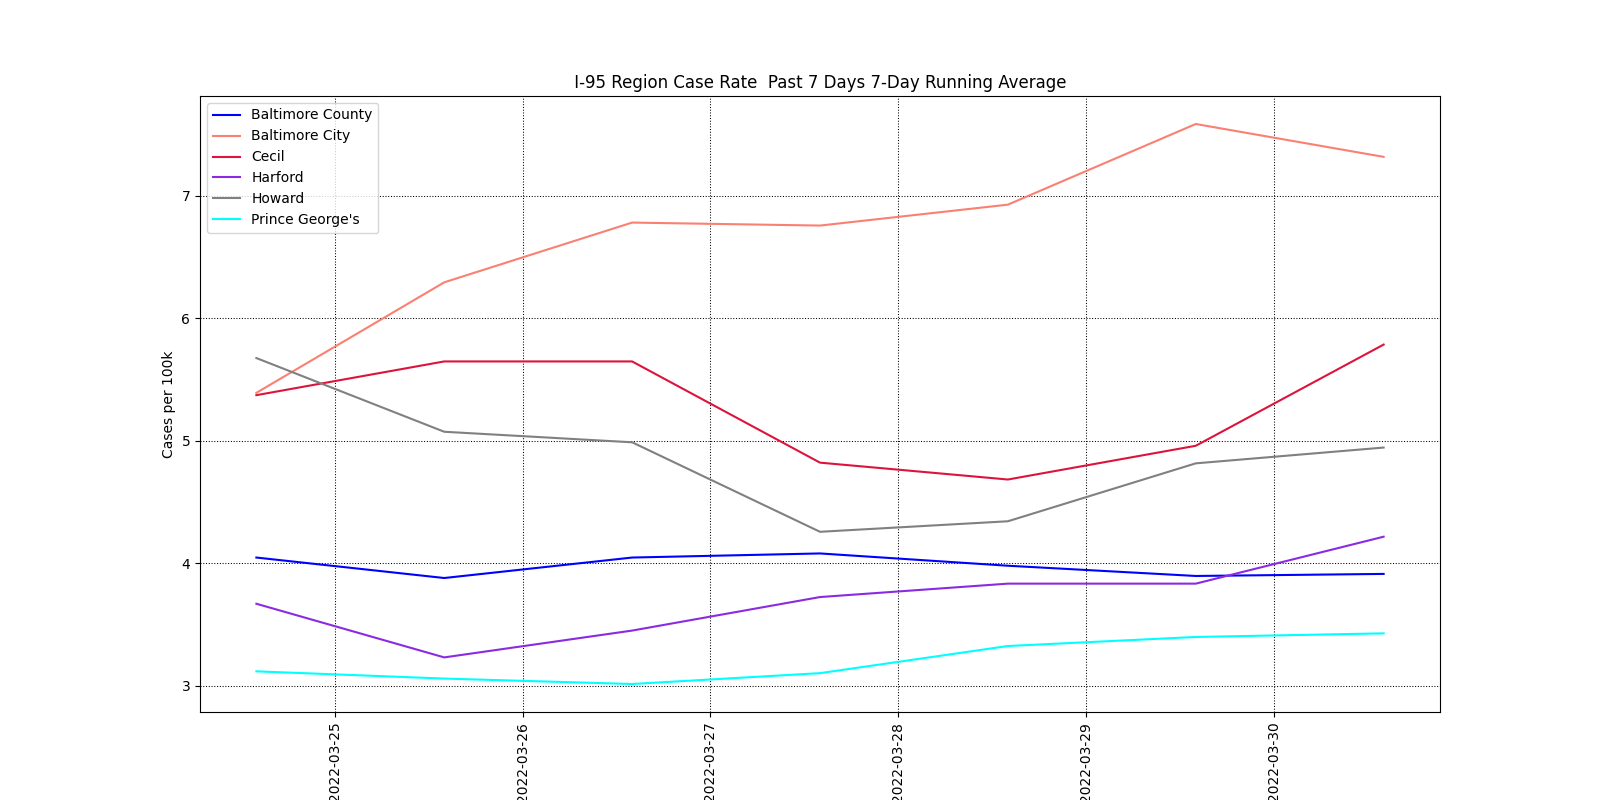 I-95 Region Case Rate  Past 7 Days 7-Day Running Average
Baltimore County
Baltimore City
Cecil
Harford
Howard
Prince George's
Cases per 100k
7
6
5
4
3
2022-03-25
2022-03-26
2022-03-27
2022-03-28
2022-03-29
2022-03-30